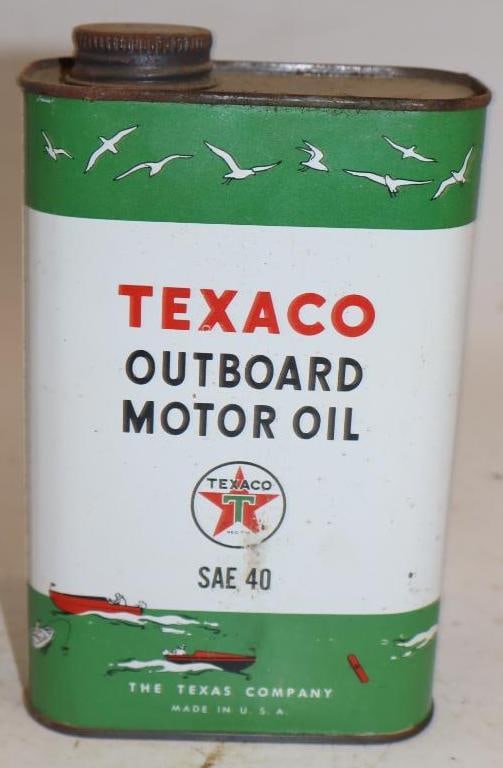 TEXACO
OUTBOARD
MOTOR OIL
TEXACO
T
SAE 40
THE TEXAS COMPANY
MADE IN U. S. A.